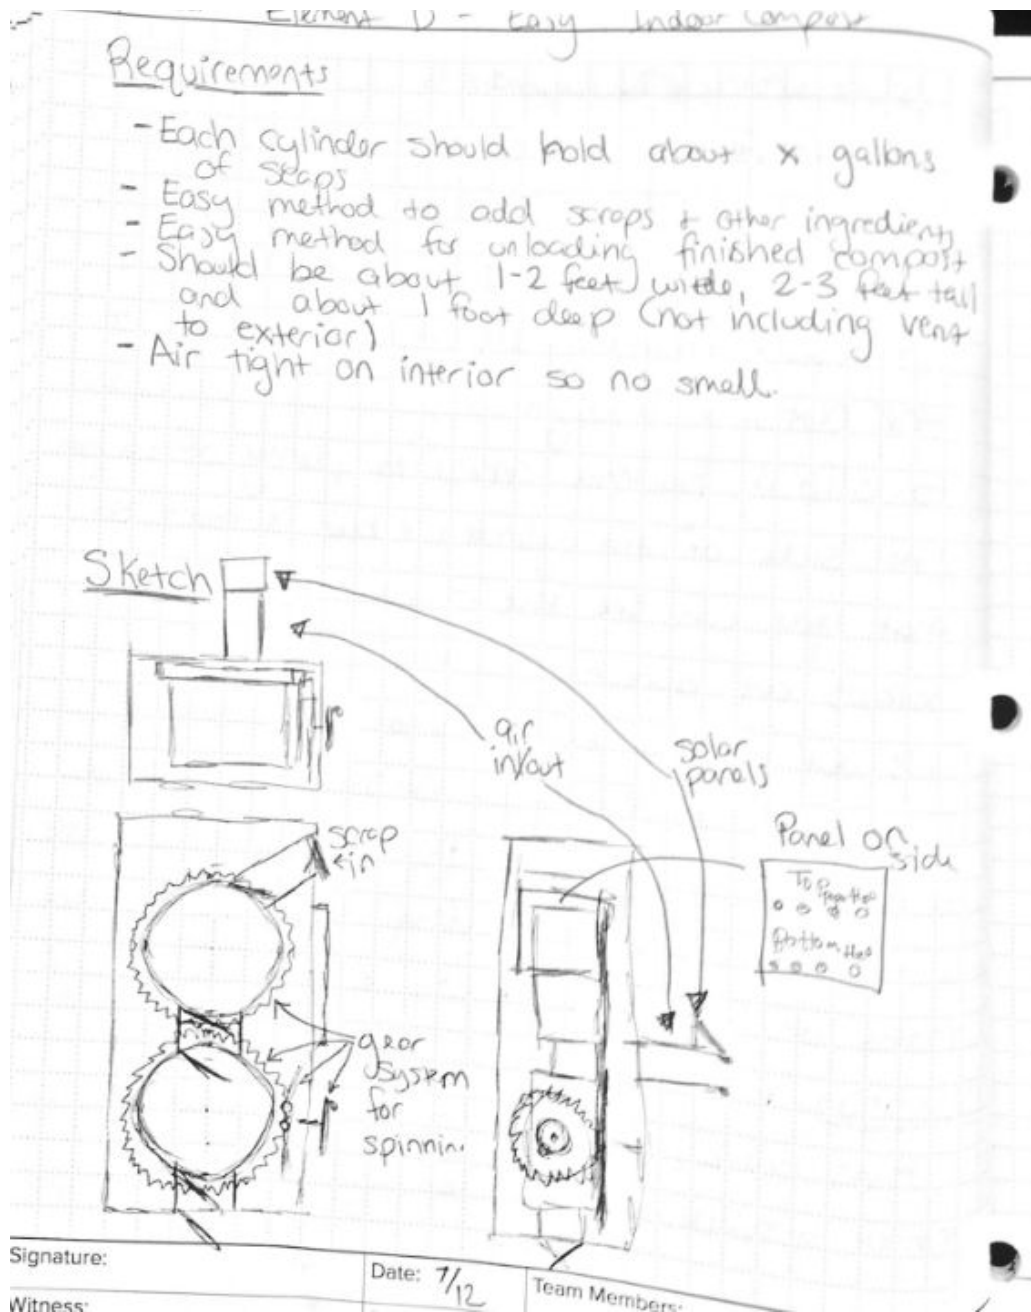 Element D - Easy Indoor Compost
Requirements
- Each cylinder should hold about x gallons
of scaps
- Easy method to add scraps + other ingredients
- Easy method for unloading finished compost
- Should be about 1-2 feet) wide, 2-3 feet tall
and about 1 foot deep (not including vent
to exterior)
- Air tight on interior so no smell.
Sketch
air
in/out
solar
panels
scrap
in
Panel on
side
Top
Bottom
gear
system
for
spinnin
Signature:
Date: 7/12
Team Members:
Witness: